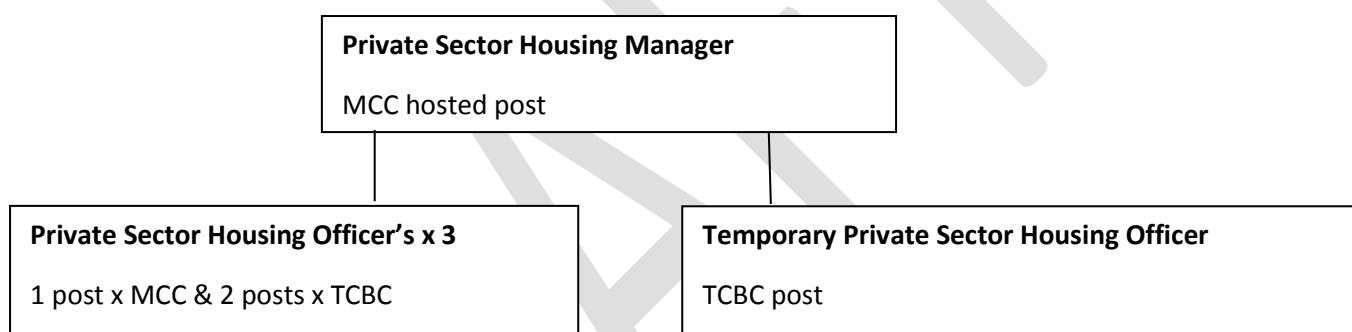 Private Sector Housing Manager
MCC hosted post
Private Sector Housing Officer’s x 3
1 post x MCC & 2 posts x TCBC
Temporary Private Sector Housing Officer
TCBC post